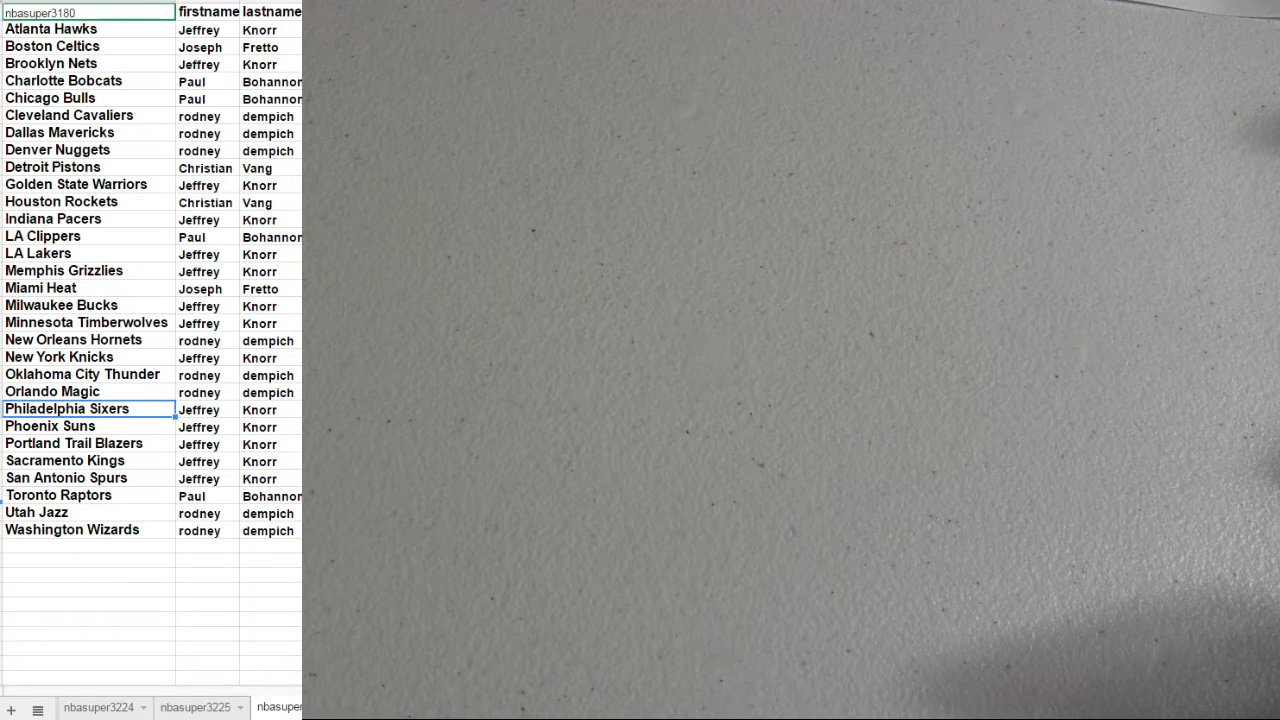 nbasuper3180 firstname lastname
Atlanta Hawks Jeffrey Knorr
Boston Celtics Joseph Fretto
Brooklyn Nets Jeffrey Knorr
Charlotte Bobcats Paul Bohannon
Chicago Bulls Paul Bohannon
Cleveland Cavaliers rodney dempich
Dallas Mavericks rodney dempich
Denver Nuggets rodney dempich
Detroit Pistons Christian Vang
Golden State Warriors Jeffrey Knorr
Houston Rockets Christian Vang
Indiana Pacers Jeffrey Knorr
LA Clippers Paul Bohannon
LA Lakers Jeffrey Knorr
Memphis Grizzlies Jeffrey Knorr
Miami Heat Joseph Fretto
Milwaukee Bucks Jeffrey Knorr
Minnesota Timberwolves Jeffrey Knorr
New Orleans Hornets rodney dempich
New York Knicks Jeffrey Knorr
Oklahoma City Thunder rodney dempich
Orlando Magic rodney dempich
Philadelphia Sixers Jeffrey Knorr
Phoenix Suns Jeffrey Knorr
Portland Trail Blazers Jeffrey Knorr
Sacramento Kings Jeffrey Knorr
San Antonio Spurs Jeffrey Knorr
Toronto Raptors Paul Bohannon
Utah Jazz rodney dempich
Washington Wizards rodney dempich
nbasuper3224 nbasuper3225 nbasuper